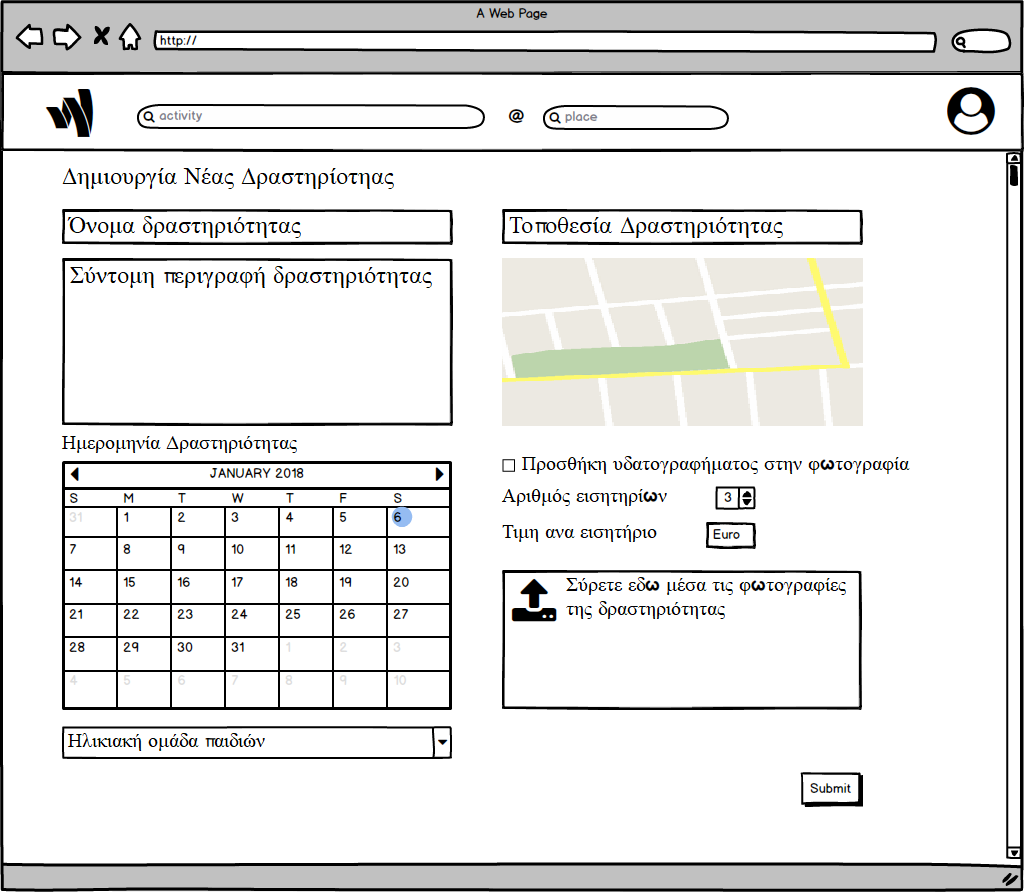 A Web Page
http://
activity
@
place
Δημιουργία Νέας Δραστηρίοτηας
Όνομα δραστηριότητας
Σύντομη περιγραφή δραστηριότητας
Ημερομηνία Δραστηριότητας
JANUARY 2018
S M T W T F S
31 1 2 3 4 5 6
7 8 9 10 11 12 13
14 15 16 17 18 19 20
21 22 23 24 25 26 27
28 29 30 31 1 2 3
4 5 6 7 8 9 10
Ηλικιακή ομάδα παιδιών
Τοποθεσία Δραστηριότητας
Προσθήκη υδατογραφήματος στην φωτογραφία
Αριθμός εισητηρίων
3
Τιμη ανα εισητήριο
Euro
Σύρετε εδω μέσα τις φωτογραφίες
της δραστηριότητας
Submit